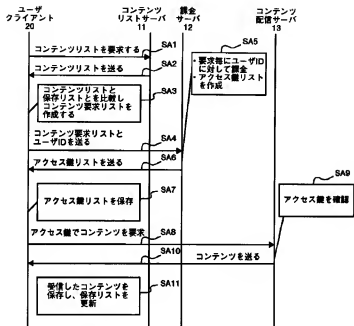 ユーザ
クライアント
20
コンテンツ
リストサーバ
11
課金
サーバ
12
コンテンツ
配信サーバ
13
コンテンツリストを要求する
SA1
コンテンツリストを送る
SA2
コンテンツリストと
保存リストとを比較し
コンテンツ要求リストを
作成する
SA3
コンテンツ要求リストと
ユーザIDを送る
SA4
SA5
・要求毎にユーザID
に対して課金
・アクセス鍵リスト
を作成
アクセス鍵リストを送る
SA6
アクセス鍵リストを保存
SA7
アクセス鍵でコンテンツを要求
SA8
SA9
アクセス鍵を確認
SA10
コンテンツを送る
受信したコンテンツを
保存し、保存リストを
更新
SA11